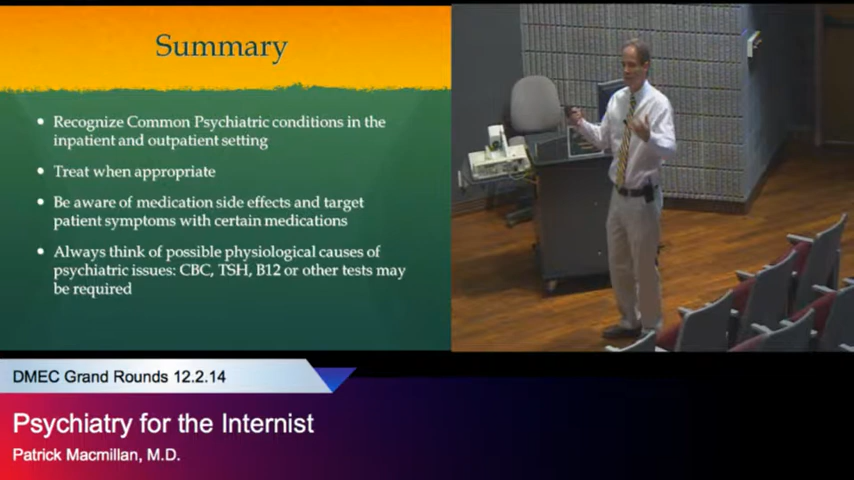 Summary
• Recognize Common Psychiatric conditions in the
inpatient and outpatient setting
• Treat when appropriate
• Be aware of medication side effects and target
patient symptoms with certain medications
• Always think of possible physiological causes of
psychiatric issues: CBC, TSH, B12 or other tests may
be required
DMEC Grand Rounds 12.2.14
Psychiatry for the Internist
Patrick Macmillan, M.D.